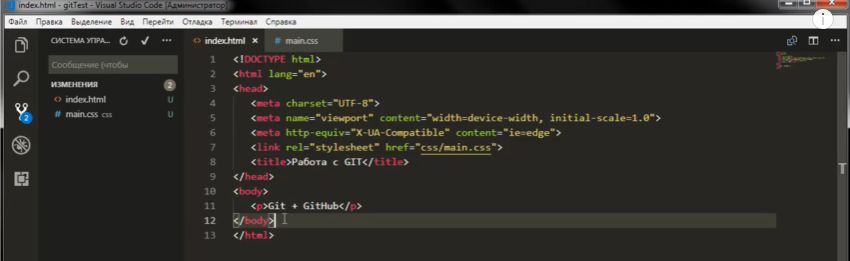 index.html - gitTest - Visual Studio Code [Администратор]
Файл Правка Выделение Вид Перейти Отладка Терминал Справка
СИСТЕМА УПРА...
index.html
main.css
Сообщение (чтобы
ИЗМЕНЕНИЯ 2
index.html U
main.css css U
2
1 <!DOCTYPE html>
2 <html lang="en">
3 <head>
4 <meta charset="UTF-8">
5 <meta name="viewport" content="width=device-width, initial-scale=1.0">
6 <meta http-equiv="X-UA-Compatible" content="ie=edge">
7 <link rel="stylesheet" href="css/main.css">
8 <title>Работа с GIT</title>
9 </head>
10 <body>
11 <p>Git + GitHub</p>
12 </body>
13 </html>